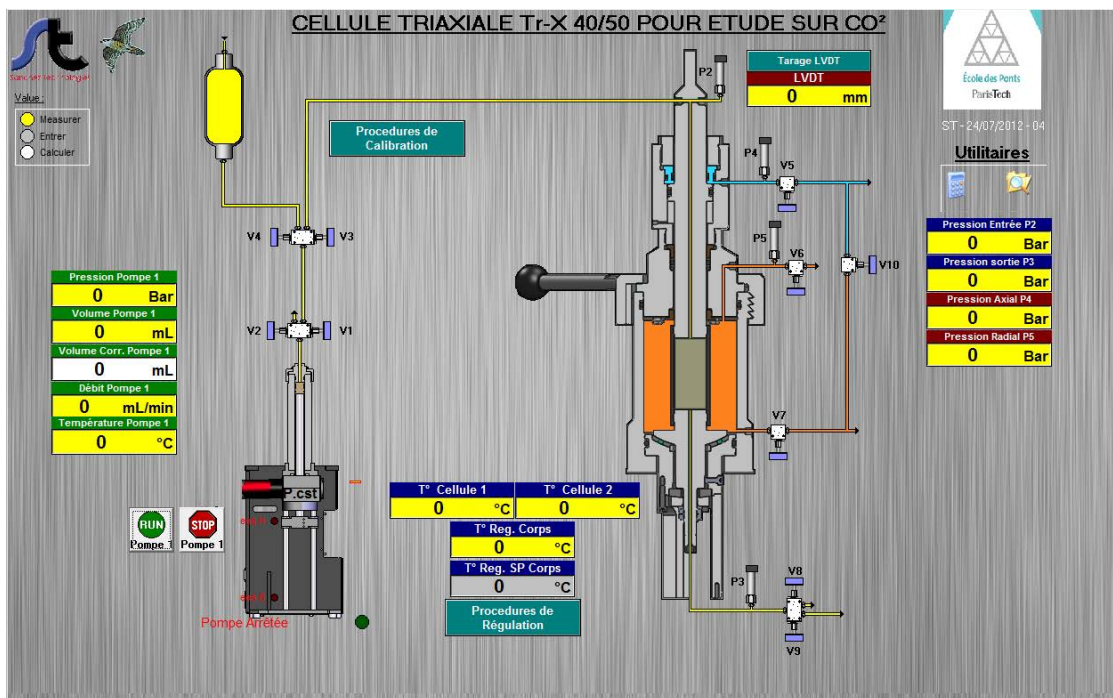 CELLULE TRIAXIALE Tr-X 40/50 POUR ETUDE SUR CO²
Value :
Measurer
Entrer
Calculer
Procedures de
Calibration
P2
Tarage LVDT
LVDT
0 mm
École des Ponts
ParisTech
ST - 24/07/2012 - 04
Utilitaires
P4
V5
P5
V6
V10
V4
V3
V2
V1
Pression Entrée P2
0 Bar
Pression sortie P3
0 Bar
Pression Axial P4
0 Bar
Pression Radial P5
0 Bar
Pression Pompe 1
0 Bar
Volume Pompe 1
0 mL
Volume Corr. Pompe 1
0 mL
Débit Pompe 1
0 mL/min
Température Pompe 1
0 °C
V7
P.cst
RUN
Pompe 1
STOP
Pompe 1
Pompe Arrêtée
T° Cellule 1
0 °C
T° Cellule 2
0 °C
T° Reg. Corps
0 °C
T° Reg. SP Corps
0 °C
Procedures de
Régulation
P3
V8
V9